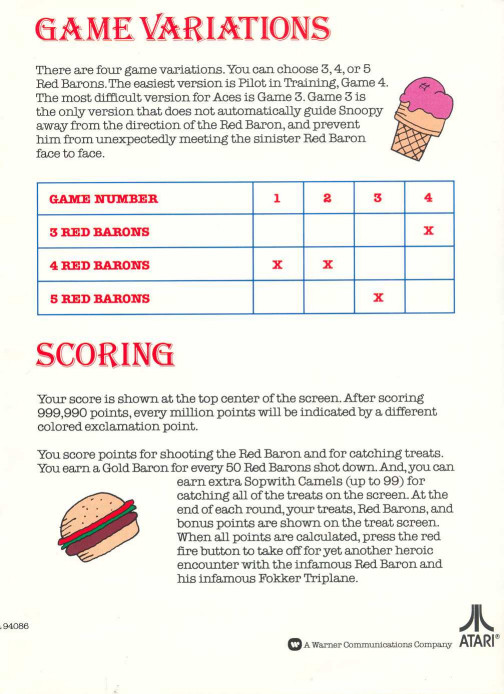 GAME VARIATIONS
There are four game variations. You can choose 3, 4, or 5
Red Barons. The easiest version is Pilot in Training, Game 4.
The most difficult version for Aces is Game 3. Game 3 is
the only version that does not automatically guide Snoopy
away from the direction of the Red Baron, and prevent
him from unexpectedly meeting the sinister Red Baron
face to face.
GAME NUMBER 1 2 3 4
3 RED BARONS X
4 RED BARONS X X
5 RED BARONS X
SCORING
Your score is shown at the top center of the screen. After scoring
999,990 points, every million points will be indicated by a different
colored exclamation point.
You score points for shooting the Red Baron and for catching treats.
You earn a Gold Baron for every 50 Red Barons shot down. And, you can
earn extra Sopwith Camels (up to 99) for
catching all of the treats on the screen. At the
end of each round, your treats, Red Barons, and
bonus points are shown on the treat screen.
When all points are calculated, press the red
fire button to take off for yet another heroic
encounter with the infamous Red Baron and
his infamous Fokker Triplane.
94086
A Warner Communications Company
ATARI®